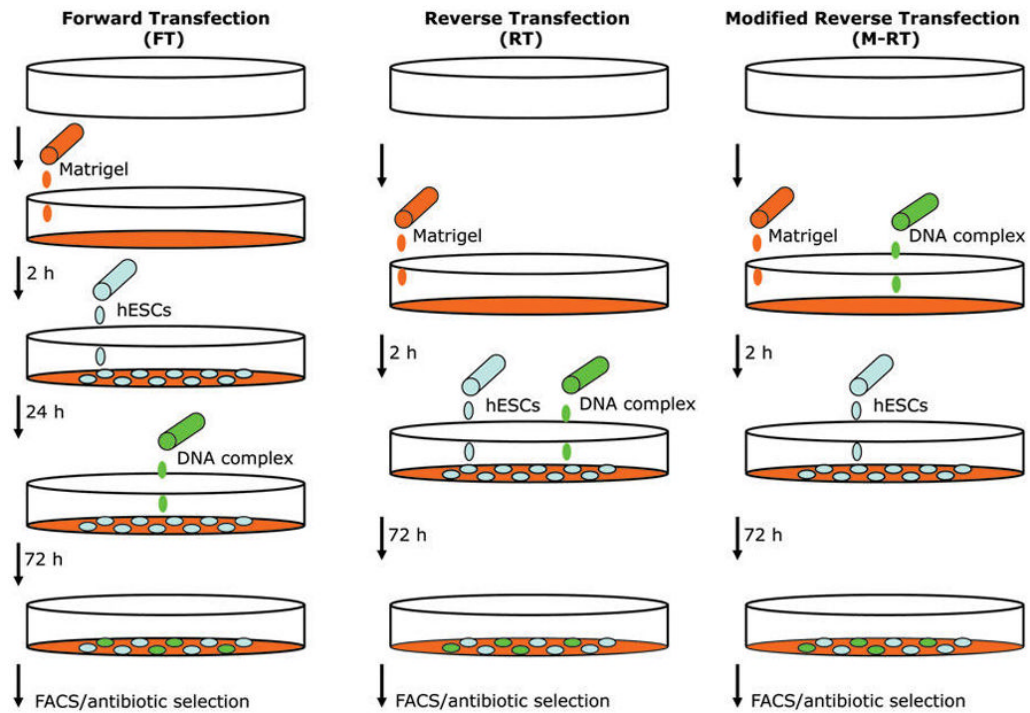 Forward Transfection
(FT)
Matrigel
2 h
hESCs
24 h
DNA complex
72 h
FACS/antibiotic selection
Reverse Transfection
(RT)
Matrigel
2 h
hESCs
DNA complex
72 h
FACS/antibiotic selection
Modified Reverse Transfection
(M-RT)
Matrigel
DNA complex
2 h
hESCs
72 h
FACS/antibiotic selection